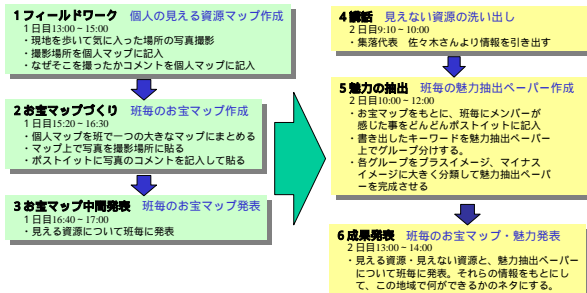 1フィールドワーク 個人の見える資源マップ作成
1日目13:00~15:00
・現地を歩いて気に入った場所の写真撮影
・撮影場所を個人マップに記入
・なぜそこを撮ったかコメントを個人マップに記入
2お宝マップづくり 班毎のお宝マップ作成
1日目15:20~16:30
・個人マップを班で一つの大きなマップにまとめる
・マップ上で写真を撮影場所に貼る
・ポストイットに写真のコメントを記入して貼る
3お宝マップ中間発表 班毎のお宝マップ発表
1日目16:40~17:00
・見える資源について班毎に発表
4講話 見えない資源の洗い出し
2日目9:10~10:00
・集落代表 佐々木さんより情報を引き出す
5魅力の抽出 班毎の魅力抽出ペーパー作成
2日目10:00~12:00
・お宝マップをもとに、班毎にメンバーが
感じた事をどんどんポストイットに記入
・書き出したキーワードを魅力抽出ペーパー
上でグループ分けする。
・各グループをプラスイメージ、マイナス
イメージに大きく分類して魅力抽出ペーパ
ーを完成させる
6成果発表 班毎のお宝マップ・魅力発表
2日目13:00~14:00
・見える資源・見えない資源と、魅力抽出ペーパー
について班毎に発表。それらの情報をもとにし
て、この地域で何ができるかのネタにする。